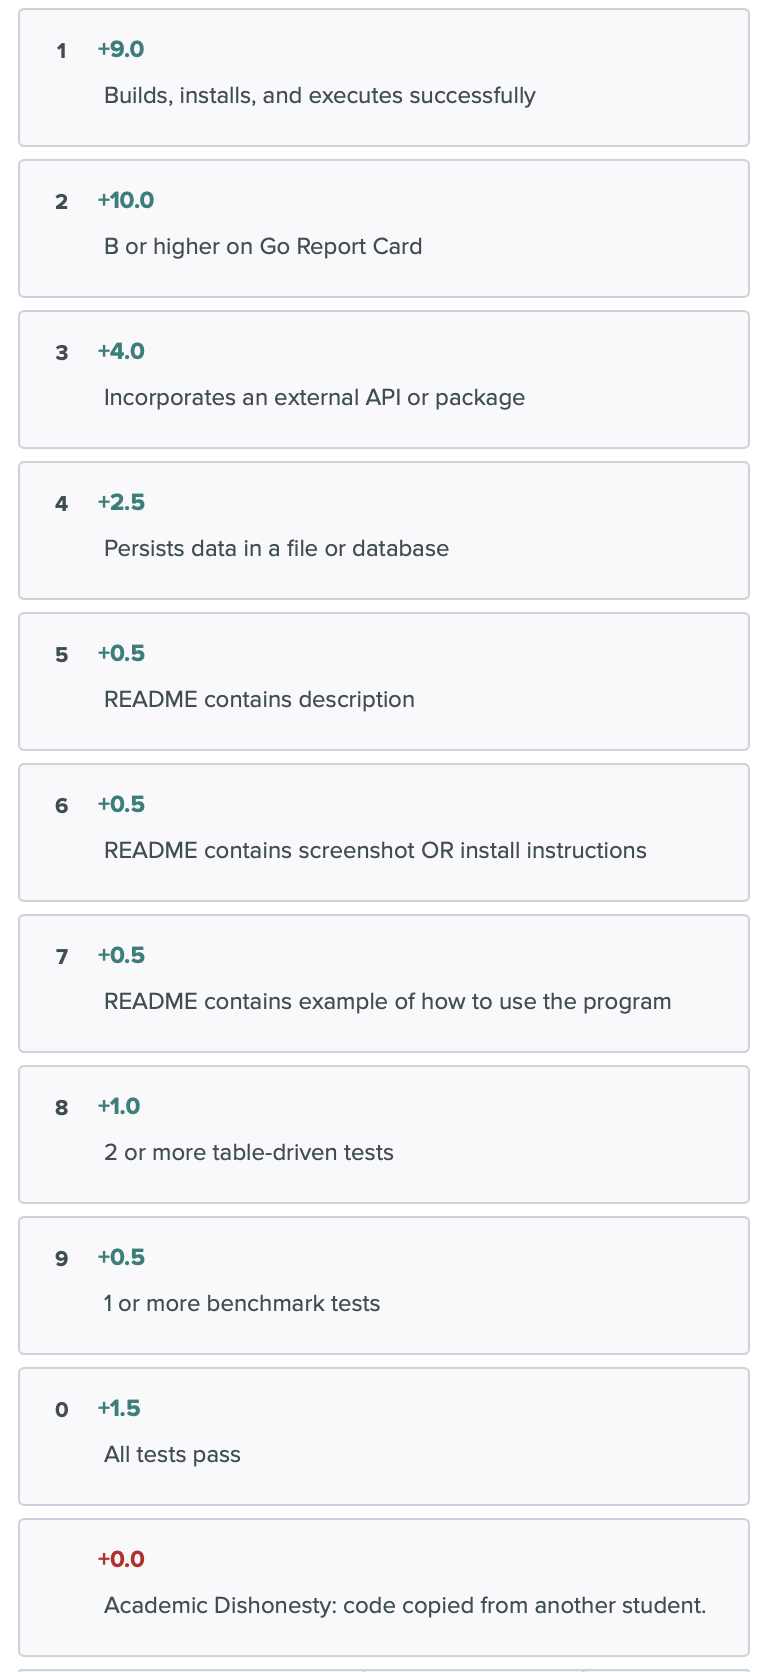 1 +9.0
Builds, installs, and executes successfully
2 +10.0
B or higher on Go Report Card
3 +4.0
Incorporates an external API or package
4 +2.5
Persists data in a file or database
5 +0.5
README contains description
6 +0.5
README contains screenshot OR install instructions
7 +0.5
README contains example of how to use the program
8 +1.0
2 or more table-driven tests
9 +0.5
1 or more benchmark tests
0 +1.5
All tests pass
+0.0
Academic Dishonesty: code copied from another student.